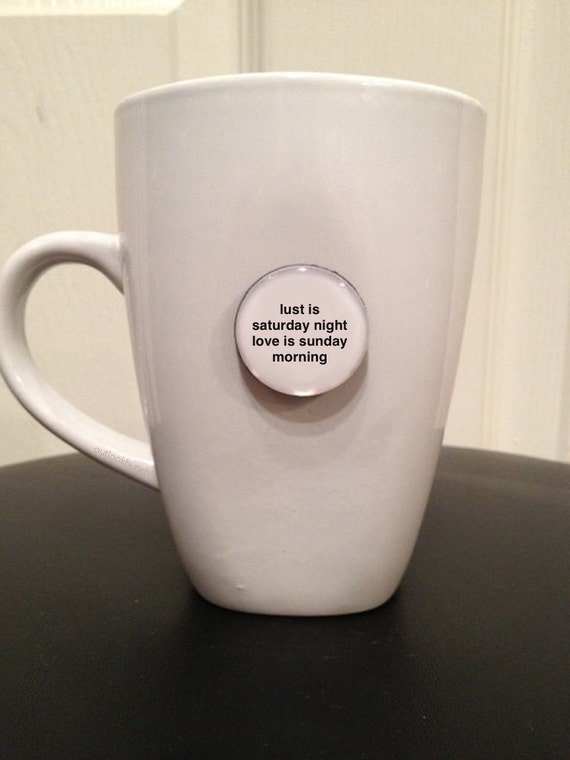 lust is
saturday night
love is sunday
morning